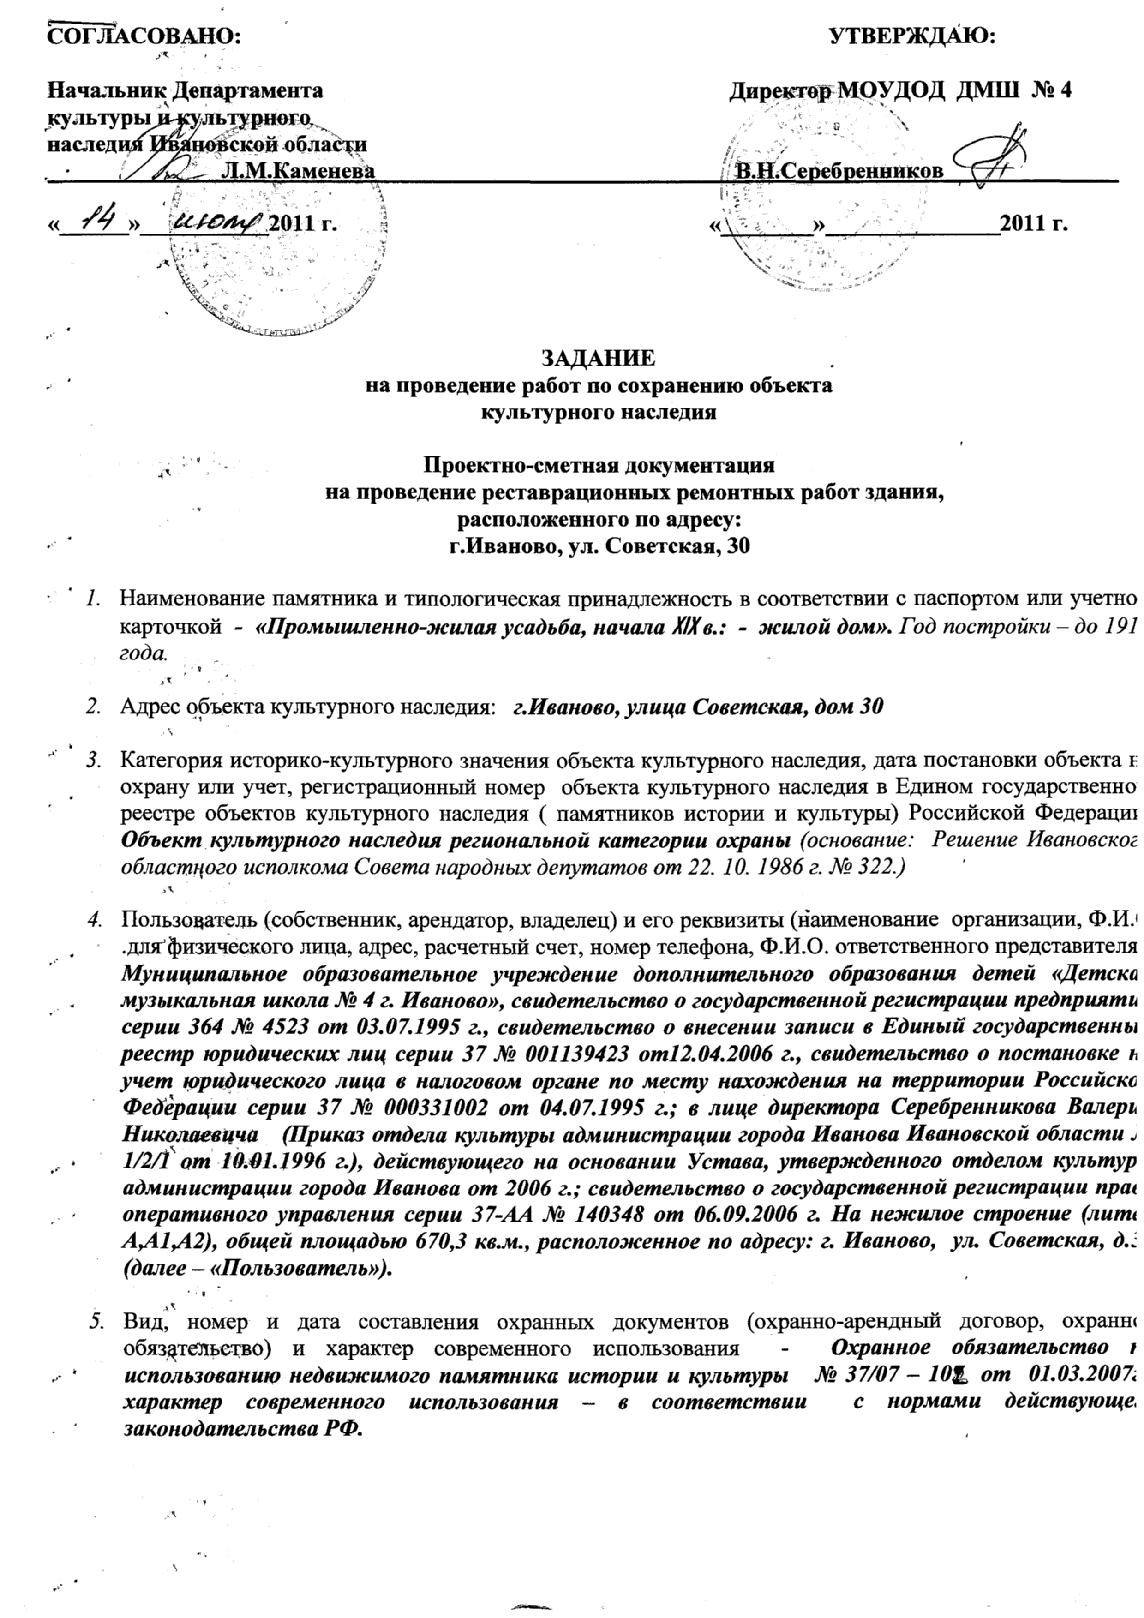 СОГЛАСОВАНО: УТВЕРЖДАЮ:
Начальник Департамента Директор МОУДОД ДМШ № 4
культуры и культурного
наследия Ивановской области
Л.М.Каменева В.Н.Серебренников
« 14 » 2011 г. « » 2011 г.
ЗАДАНИЕ
на проведение работ по сохранению объекта
культурного наследия
Проектно-сметная документация
на проведение реставрационных ремонтных работ здания,
расположенного по адресу:
г.Иваново, ул. Советская, 30
1. Наименование памятника и типологическая принадлежность в соответствии с паспортом или учетно
карточкой - «Промышленно-жилая усадьба, начала XIX в.: - жилой дом». Год постройки – до 191
года.
2. Адрес объекта культурного наследия: г.Иваново, улица Советская, дом 30
3. Категория историко-культурного значения объекта культурного наследия, дата постановки объекта н
охрану или учет, регистрационный номер объекта культурного наследия в Едином государственно
реестре объектов культурного наследия ( памятников истории и культуры) Российской Федерации
Объект культурного наследия региональной категории охраны (основание: Решение Ивановског
областного исполкома Совета народных депутатов от 22. 10. 1986 г. № 322.)
4. Пользователь (собственник, арендатор, владелец) и его реквизиты (наименование организации, Ф.И.О
для физического лица, адрес, расчетный счет, номер телефона, Ф.И.О. ответственного представителя
Муниципальное образовательное учреждение дополнительного образования детей «Детска
музыкальная школа № 4 г. Иваново», свидетельство о государственной регистрации предприяти
серии 364 № 4523 от 03.07.1995 г., свидетельство о внесении записи в Единый государственны
реестр юридических лиц серии 37 № 001139423 от12.04.2006 г., свидетельство о постановке н
учет юридического лица в налоговом органе по месту нахождения на территории Российско
Федерации серии 37 № 000331002 от 04.07.1995 г.; в лице директора Серебренникова Валери
Николаевича (Приказ отдела культуры администрации города Иванова Ивановской области
1/2/1 от 10.01.1996 г.), действующего на основании Устава, утвержденного отделом культур
администрации города Иванова от 2006 г.; свидетельство о государственной регистрации прав
оперативного управления серии 37-АА № 140348 от 06.09.2006 г. На нежилое строение (лите
А,А1,А2), общей площадью 670,3 кв.м., расположенное по адресу: г. Иваново, ул. Советская, д.3
(далее – «Пользователь»).
5. Вид, номер и дата составления охранных документов (охранно-арендный договор, охранно
обязательство) и характер современного использования - Охранное обязательство п
использованию недвижимого памятника истории и культуры № 37/07 – 102 от 01.03.2007г
характер современного использования – в соответствии с нормами действующе
законодательства РФ.